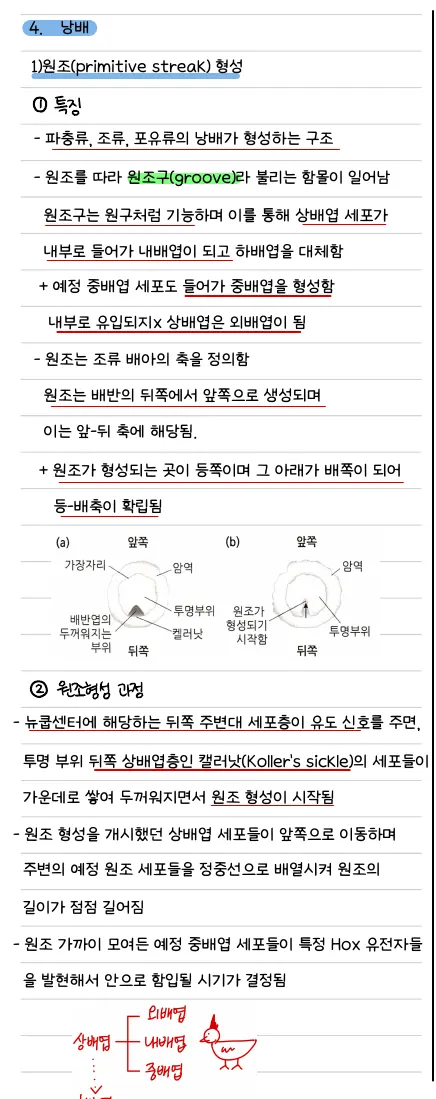 4. 낭배
1)원조(primitive streak) 형성
① 특징
- 파충류, 조류, 포유류의 낭배가 형성하는 구조
- 원조를 따라 원조구(groove)라 불리는 함몰이 일어남
원조구는 원구처럼 기능하며 이를 통해 상배엽 세포가
내부로 들어가 내배엽이 되고 하배엽을 대체함
+ 예정 중배엽 세포도 들어가 중배엽을 형성함
내부로 유입되지x 상배엽은 외배엽이 됨
- 원조는 조류 배아의 축을 정의함
원조는 배반의 뒤쪽에서 앞쪽으로 생성되며
이는 앞-뒤 축에 해당됨.
+ 원조가 형성되는 곳이 등쪽이며 그 아래가 배쪽이 되어
등-배축이 확립됨
(a) 앞쪽
가장자리
암역
투명부위
배반엽의
두꺼워지는
부위
켈러낫
뒤쪽
(b) 앞쪽
암역
원조가
형성되기
시작함
투명부위
뒤쪽
② 원조형성 과정
- 뉴쿱센터에 해당하는 뒤쪽 주변대 세포층이 유도 신호를 주면,
투명 부위 뒤쪽 상배엽층인 캘러낫(Koller's sickle)의 세포들이
가운데로 쌓여 두꺼워지면서 원조 형성이 시작됨
- 원조 형성을 개시했던 상배엽 세포들이 앞쪽으로 이동하며
주변의 예정 원조 세포들을 정중선으로 배열시켜 원조의
길이가 점점 길어짐
- 원조 가까이 모여든 예정 중배엽 세포들이 특정 Hox 유전자들
을 발현해서 안으로 함입될 시기가 결정됨
외배엽
상배엽 내배엽
중배엽